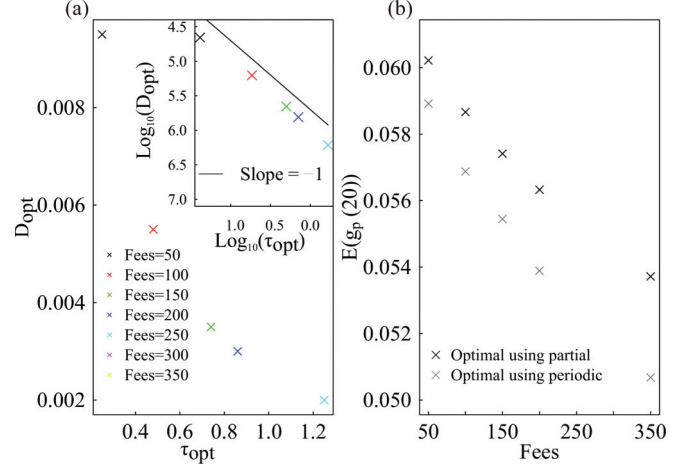 (a)
(b)
4.5
5.0
5.5
6.0
6.5
7.0
Log₁₀(Dopt)
Slope = −1
1.0 0.5 0.0
Log₁₀(τopt)
0.008
0.006
0.004
0.002
Dopt
Fees=50
Fees=100
Fees=150
Fees=200
Fees=250
Fees=300
Fees=350
0.4 0.6 0.8 1.0 1.2
τopt
0.060
0.058
0.056
0.054
0.052
0.050
E(gp (20))
Optimal using partial
Optimal using periodic
50 100 150 200 250 300 350
Fees